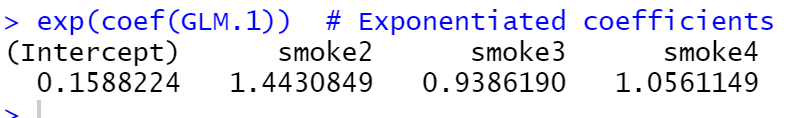 > exp(coef(GLM.1))  # Exponentiated coefficients
(Intercept)      smoke2      smoke3      smoke4
  0.1588224   1.4430849   0.9386190   1.0561149
>